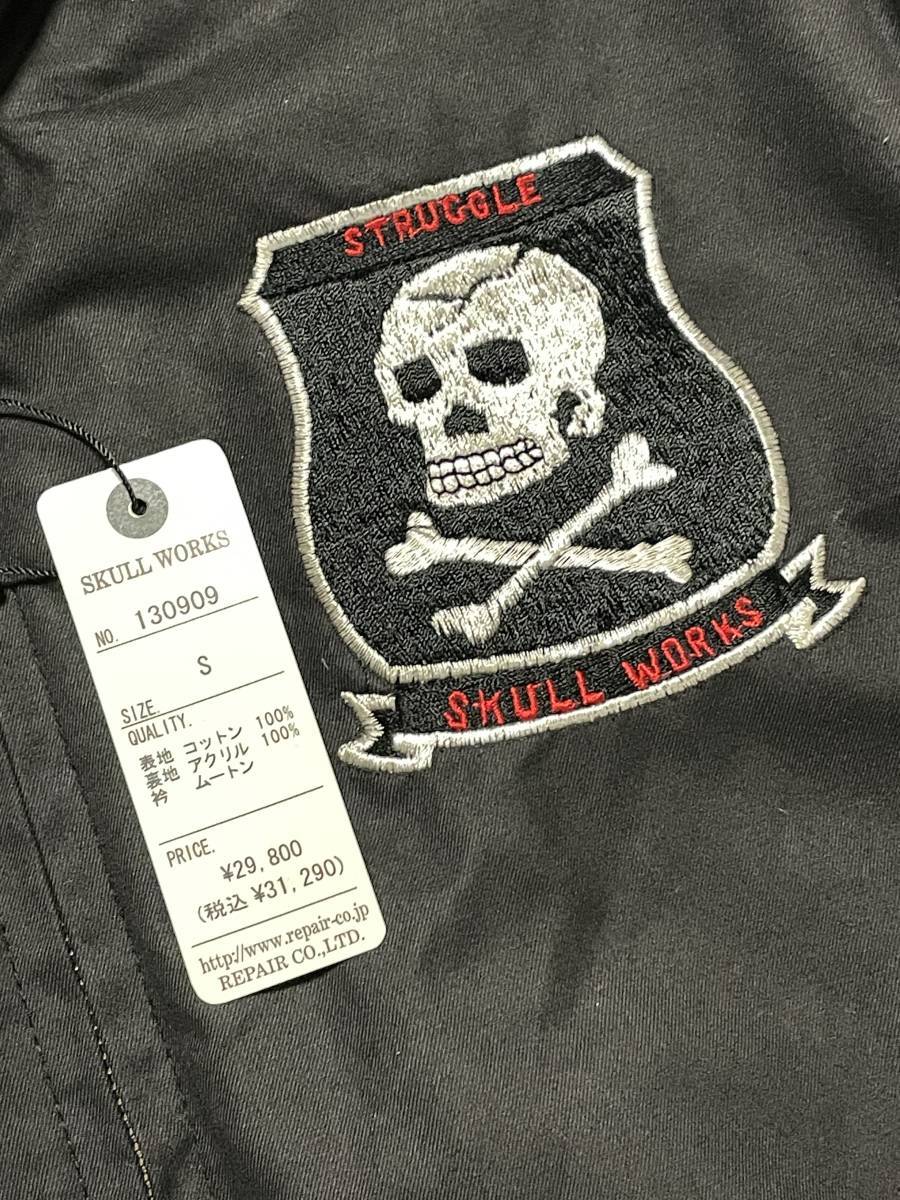 STRUGGLE
SKULL WORKS
SKULL WORKS
NO. 130909
S
SIZE.
QUALITY.
表地 コットン 100%
裏地 アクリル 100%
衿 ムートン
PRICE.
¥29,800
(税込 ¥31,290)
http://www.repair-co.jp
REPAIR CO.,LTD.